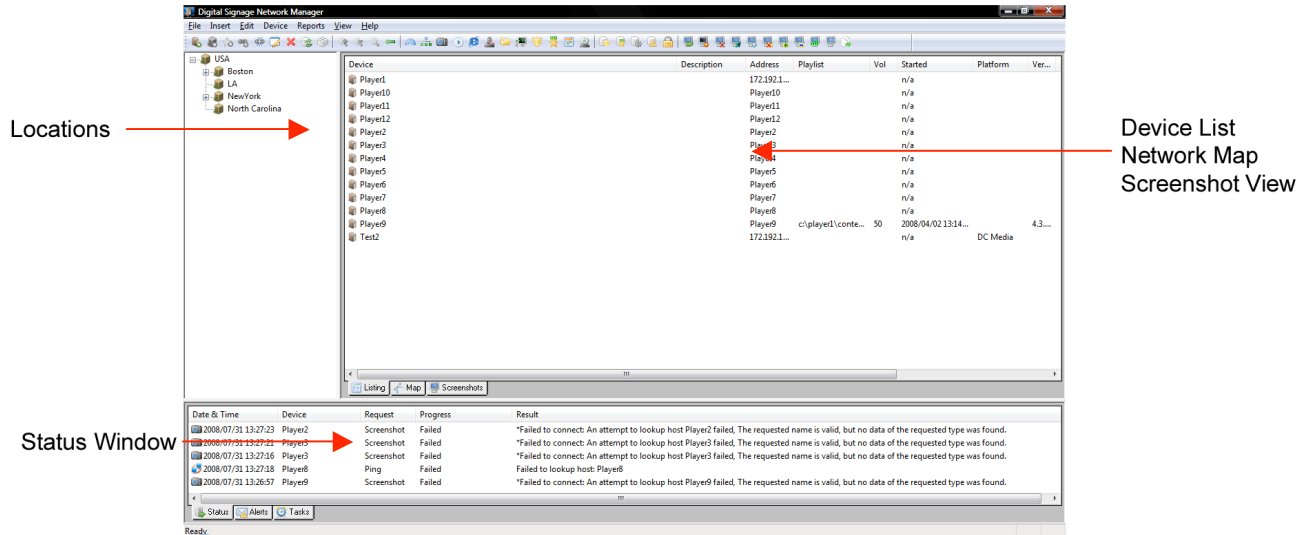 Digital Signage Network Manager
File Insert Edit Device Reports View Help
USA
Boston
LA
NewYork
North Carolina
Device Description Address Playlist Vol Started Platform Ver...
Player1 172.192.1... n/a
Player10 Player10 n/a
Player11 Player11 n/a
Player12 Player12 n/a
Player2 Player2 n/a
Player3 Player3 n/a
Player4 Player4 n/a
Player5 Player5 n/a
Player6 Player6 n/a
Player7 Player7 n/a
Player8 Player8 n/a
Player9 Player9 c:\player1\conte... 50 2008/04/02 13:14... 4.3....
Test2 172.192.1... n/a DC Media
Listing Map Screenshots
Locations
Device List
Network Map
Screenshot View
Status Window
Date & Time Device Request Progress Result
2008/07/31 13:27:23 Player2 Screenshot Failed *Failed to connect: An attempt to lookup host Player2 failed, The requested name is valid, but no data of the requested type was found.
2008/07/31 13:27:21 Player3 Screenshot Failed *Failed to connect: An attempt to lookup host Player3 failed, The requested name is valid, but no data of the requested type was found.
2008/07/31 13:27:16 Player3 Screenshot Failed *Failed to connect: An attempt to lookup host Player3 failed, The requested name is valid, but no data of the requested type was found.
2008/07/31 13:27:18 Player8 Ping Failed Failed to lookup host: Player8
2008/07/31 13:26:57 Player9 Screenshot Failed *Failed to connect: An attempt to lookup host Player9 failed, The requested name is valid, but no data of the requested type was found.
Status Alerts Tasks
Ready